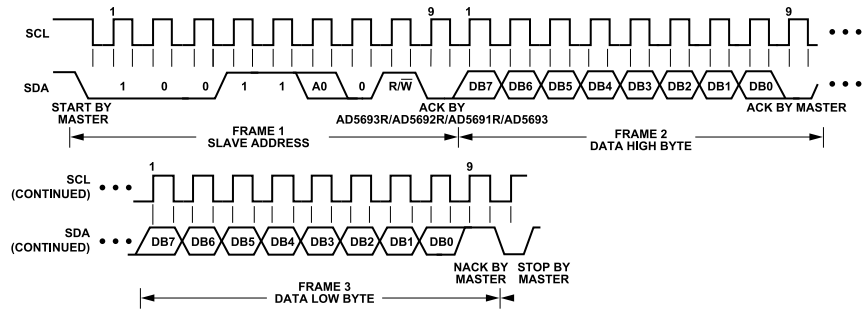 1 9 1 9
SCL
SDA 1 0 0 1 1 A0 0 R/W DB7 DB6 DB5 DB4 DB3 DB2 DB1 DB0
START BY
MASTER
ACK BY
AD5693R/AD5692R/AD5691R/AD5693
ACK BY MASTER
FRAME 1
SLAVE ADDRESS
FRAME 2
DATA HIGH BYTE
1 9
SCL
(CONTINUED)
SDA
(CONTINUED)
DB7 DB6 DB5 DB4 DB3 DB2 DB1 DB0
NACK BY
MASTER
STOP BY
MASTER
FRAME 3
DATA LOW BYTE